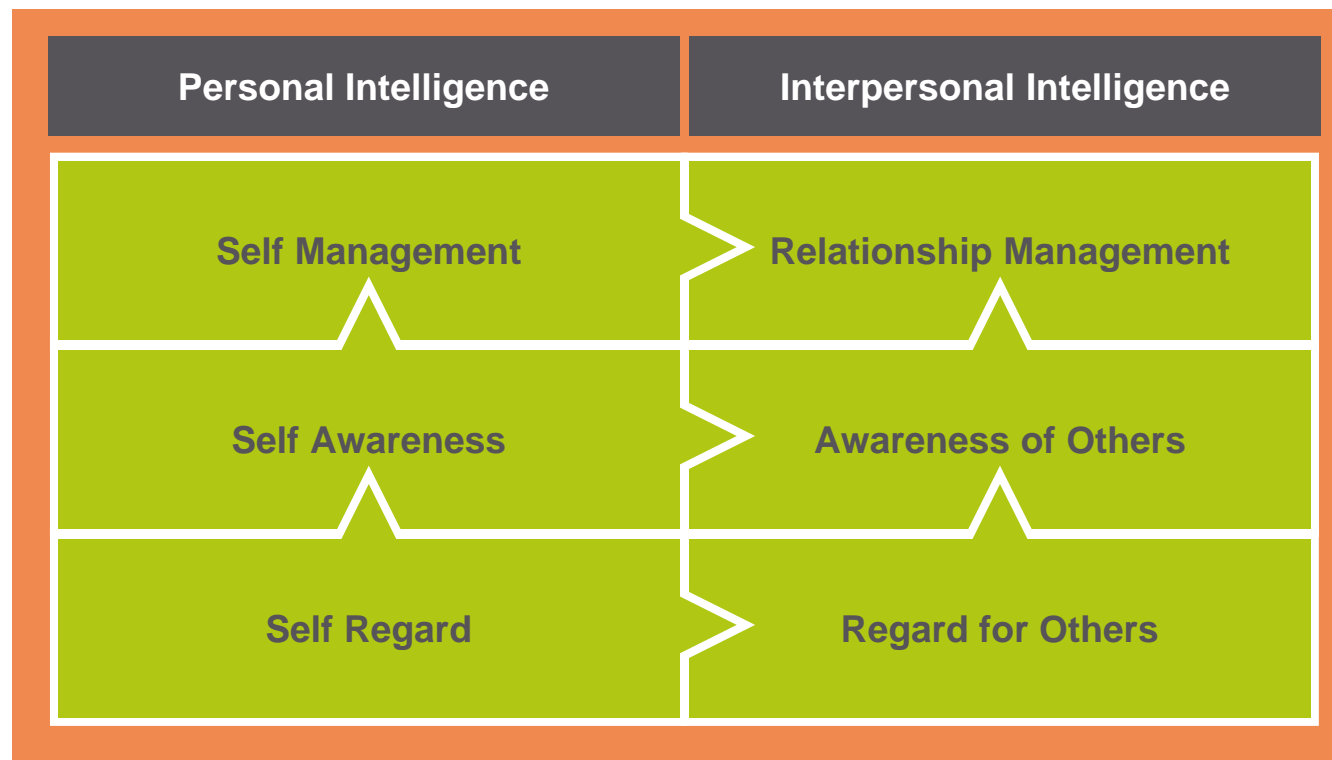 Personal Intelligence
Interpersonal Intelligence
Self Management
Relationship Management
Self Awareness
Awareness of Others
Self Regard
Regard for Others